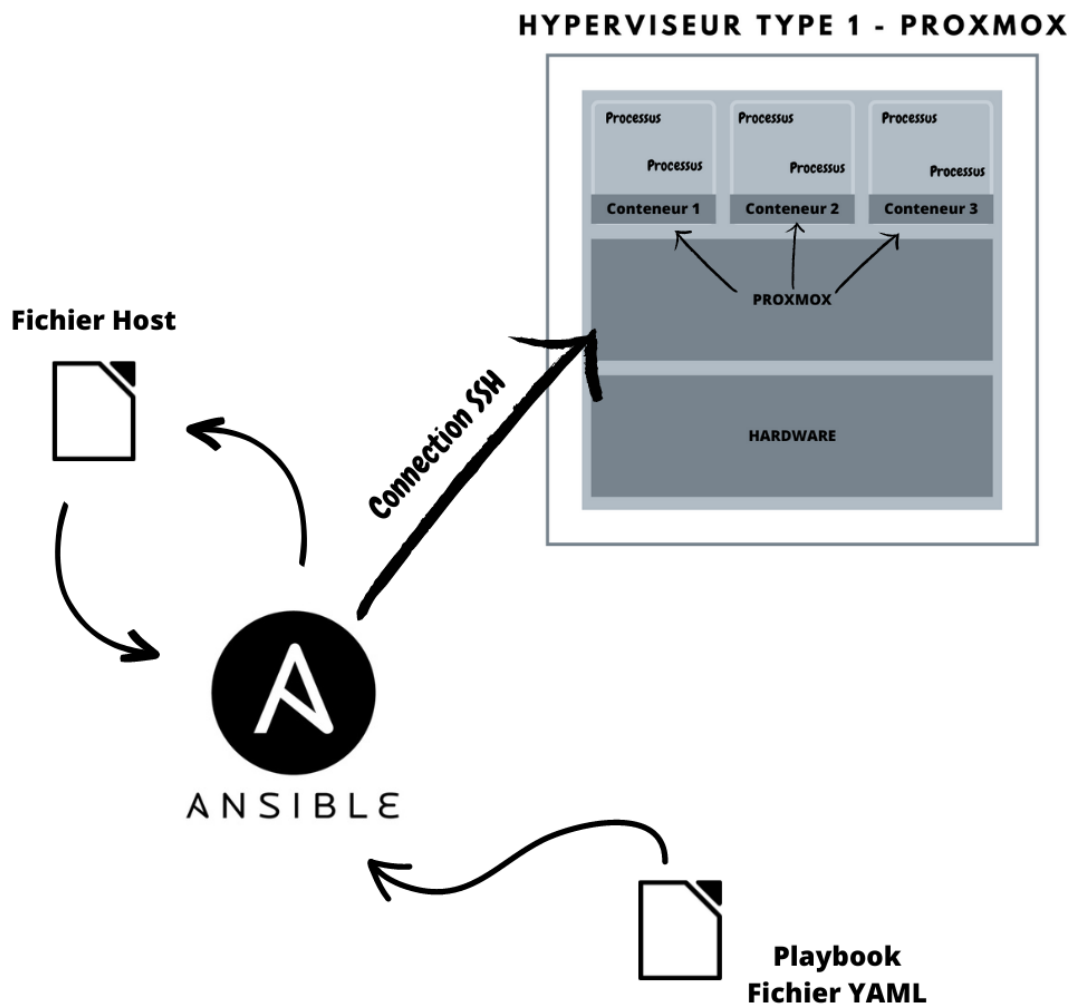 HYPERVISEUR TYPE 1 - PROXMOX
Processus
Processus
Processus
Processus
Processus
Processus
Conteneur 1
Conteneur 2
Conteneur 3
PROXMOX
HARDWARE
Fichier Host
Connection SSH
ANSIBLE
Playbook
Fichier YAML